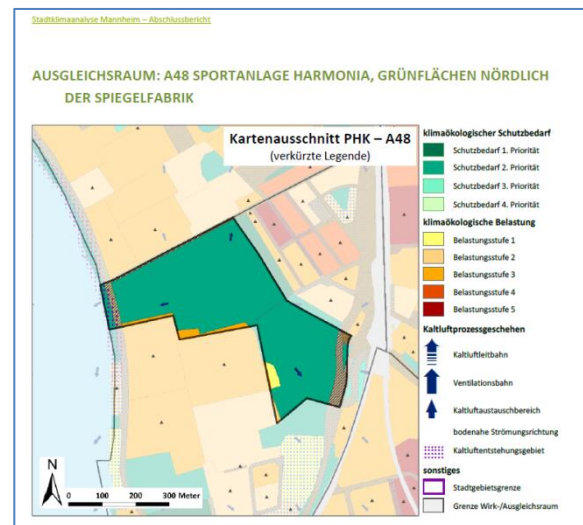 Stadtklimaanalyse Mannheim – Abschlussbericht
AUSGLEICHSRAUM: A48 SPORTANLAGE HARMONIA, GRÜNFLÄCHEN NÖRDLICH
DER SPIEGELFABRIK
Kartenausschnitt PHK – A48
(verkürzte Legende)
N
0 100 200 300 Meter
klimaökologischer Schutzbedarf
Schutzbedarf 1. Priorität
Schutzbedarf 2. Priorität
Schutzbedarf 3. Priorität
Schutzbedarf 4. Priorität
klimaökologische Belastung
Belastungsstufe 1
Belastungsstufe 2
Belastungsstufe 3
Belastungsstufe 4
Belastungsstufe 5
Kaltluftprozessgeschehen
Kaltluftleitbahn
Ventilationsbahn
Kaltluftaustauschbereich
bodennahe Strömungsrichtung
Kaltluftentstehungsgebiet
sonstiges
Stadtgebietsgrenze
Grenze Wirk-/Ausgleichsraum